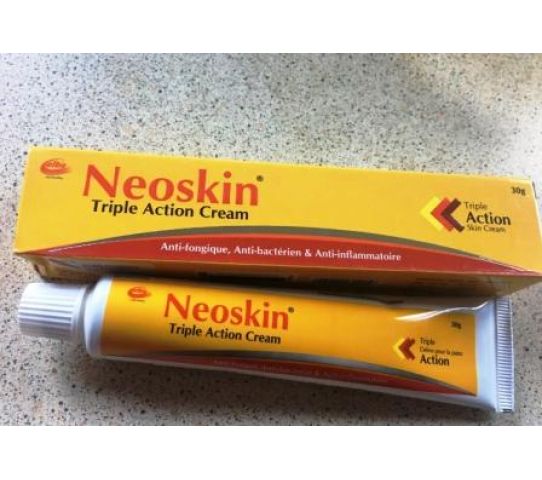 Neoskin®
Triple Action Cream
30g
Triple
Action
Skin Cream
Anti-fongique, Anti-bactérien & Anti-inflammatoire
Neoskin®
Triple Action Cream
30g
Triple
Crème pour la peau
Action